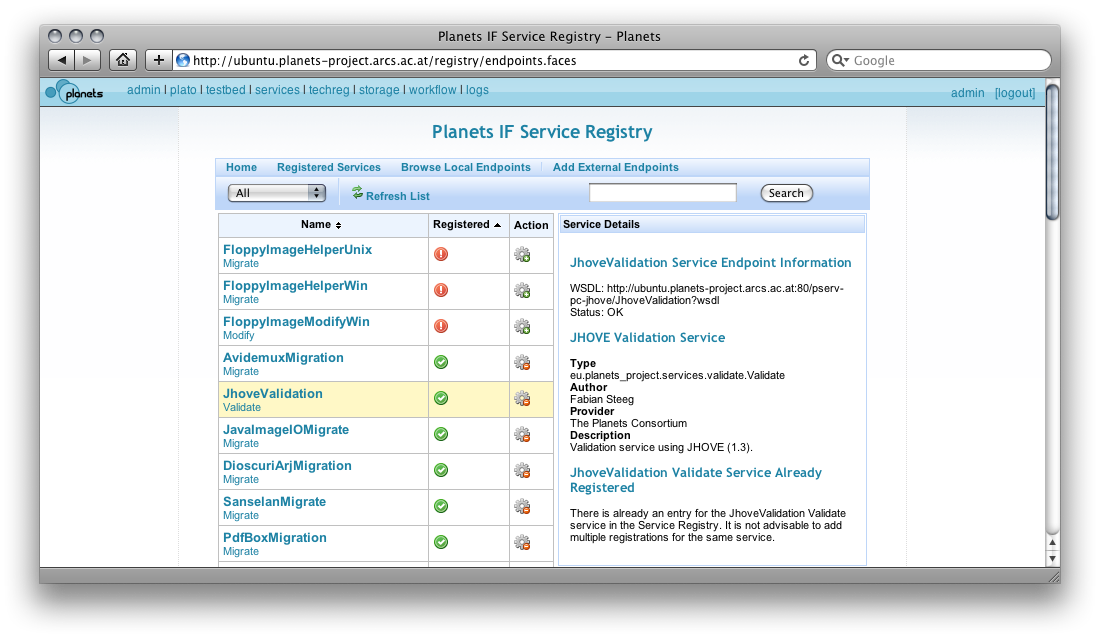 Planets IF Service Registry – Planets
http://ubuntu.planets-project.arcs.ac.at/registry/endpoints.faces
Google
planets
admin | plato | testbed | services | techreg | storage | workflow | logs
admin [logout]
Planets IF Service Registry
Home Registered Services Browse Local Endpoints Add External Endpoints
All Refresh List Search
Name Registered Action
FloppyImageHelperUnix
Migrate
FloppyImageHelperWin
Migrate
FloppyImageModifyWin
Modify
AvidemuxMigration
Migrate
JhoveValidation
Validate
JavaImageIOMigrate
Migrate
DioscuriArjMigration
Migrate
SanselanMigrate
Migrate
PdfBoxMigration
Migrate
Service Details
JhoveValidation Service Endpoint Information
WSDL: http://ubuntu.planets-project.arcs.ac.at:80/pserv-
pc-jhove/JhoveValidation?wsdl
Status: OK
JHOVE Validation Service
Type
eu.planets_project.services.validate.Validate
Author
Fabian Steeg
Provider
The Planets Consortium
Description
Validation service using JHOVE (1.3).
JhoveValidation Validate Service Already
Registered
There is already an entry for the JhoveValidation Validate
service in the Service Registry. It is not advisable to add
multiple registrations for the same service.